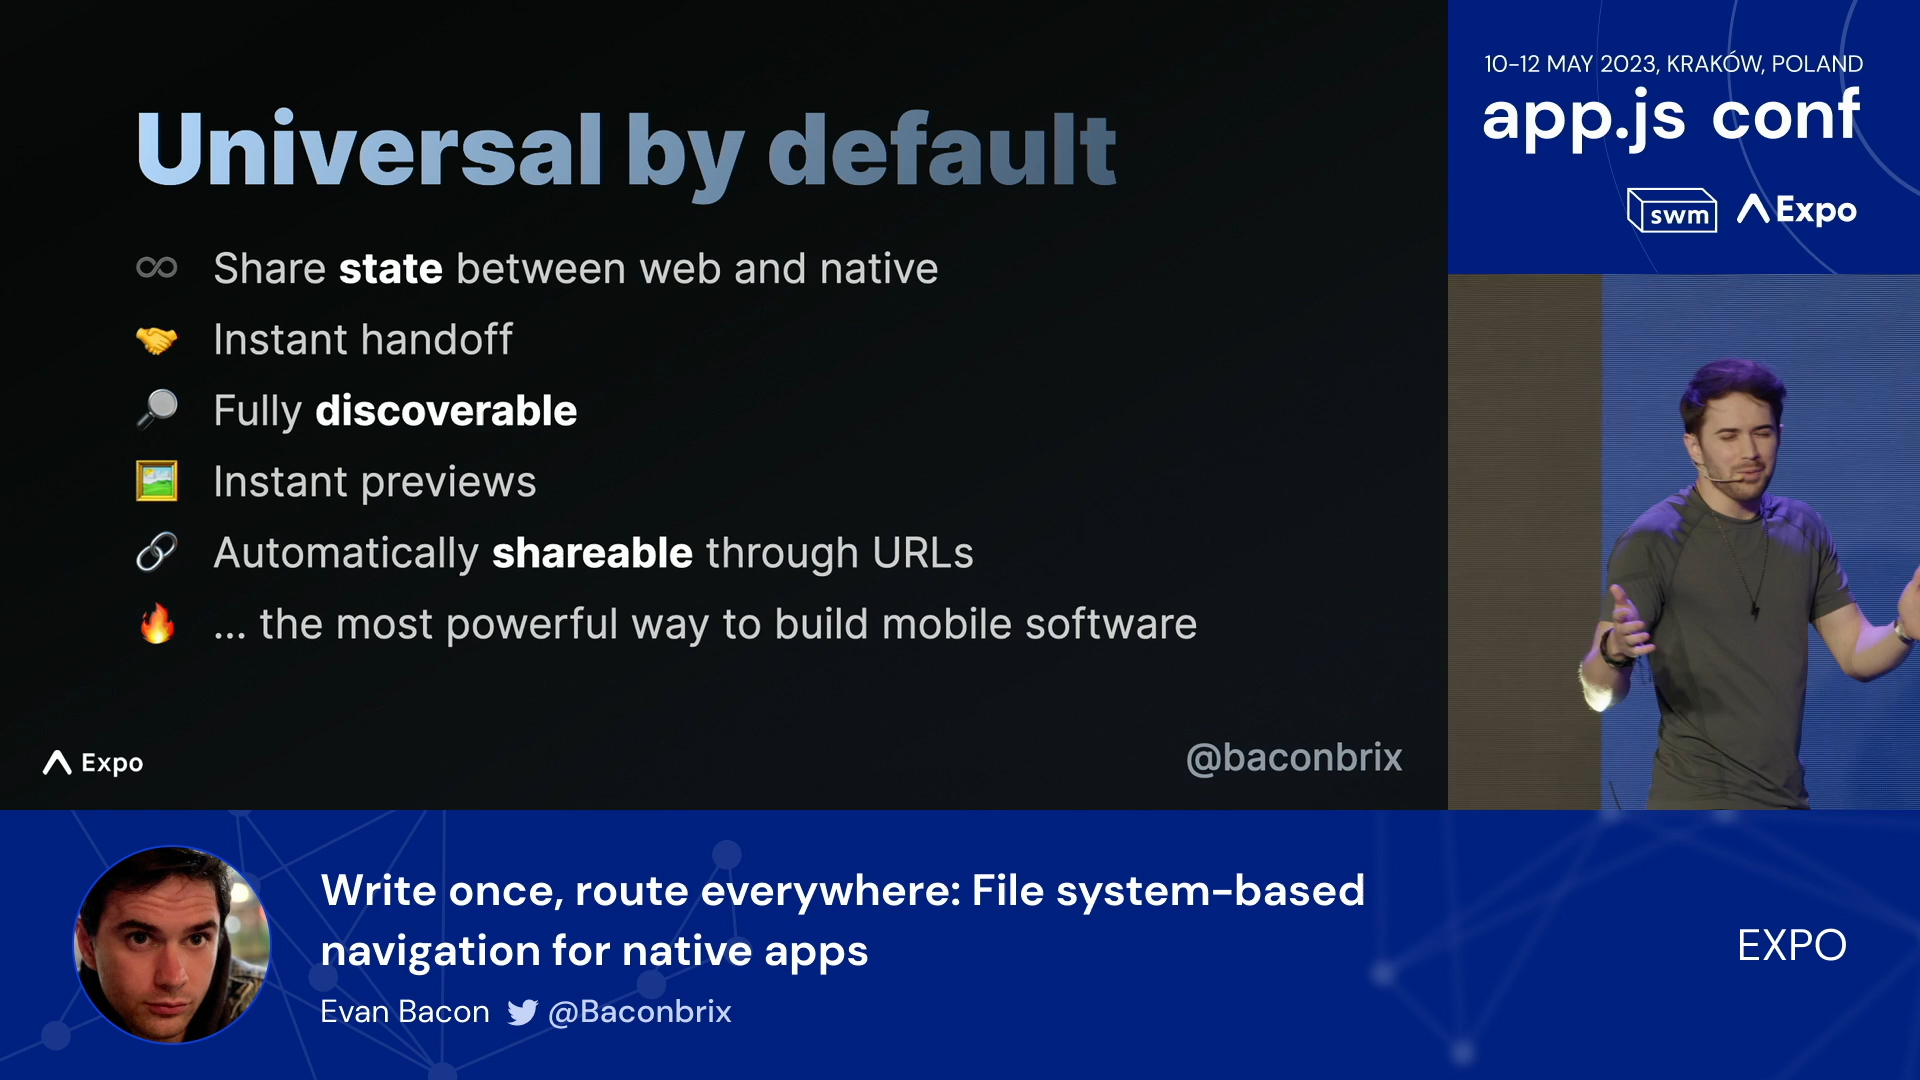 Universal by default
Share state between web and native
Instant handoff
Fully discoverable
Instant previews
Automatically shareable through URLs
... the most powerful way to build mobile software
Expo
@baconbrix
10–12 MAY 2023, KRAKÓW, POLAND
app.js conf
swm Expo
Write once, route everywhere: File system-based
navigation for native apps
Evan Bacon @Baconbrix
EXPO